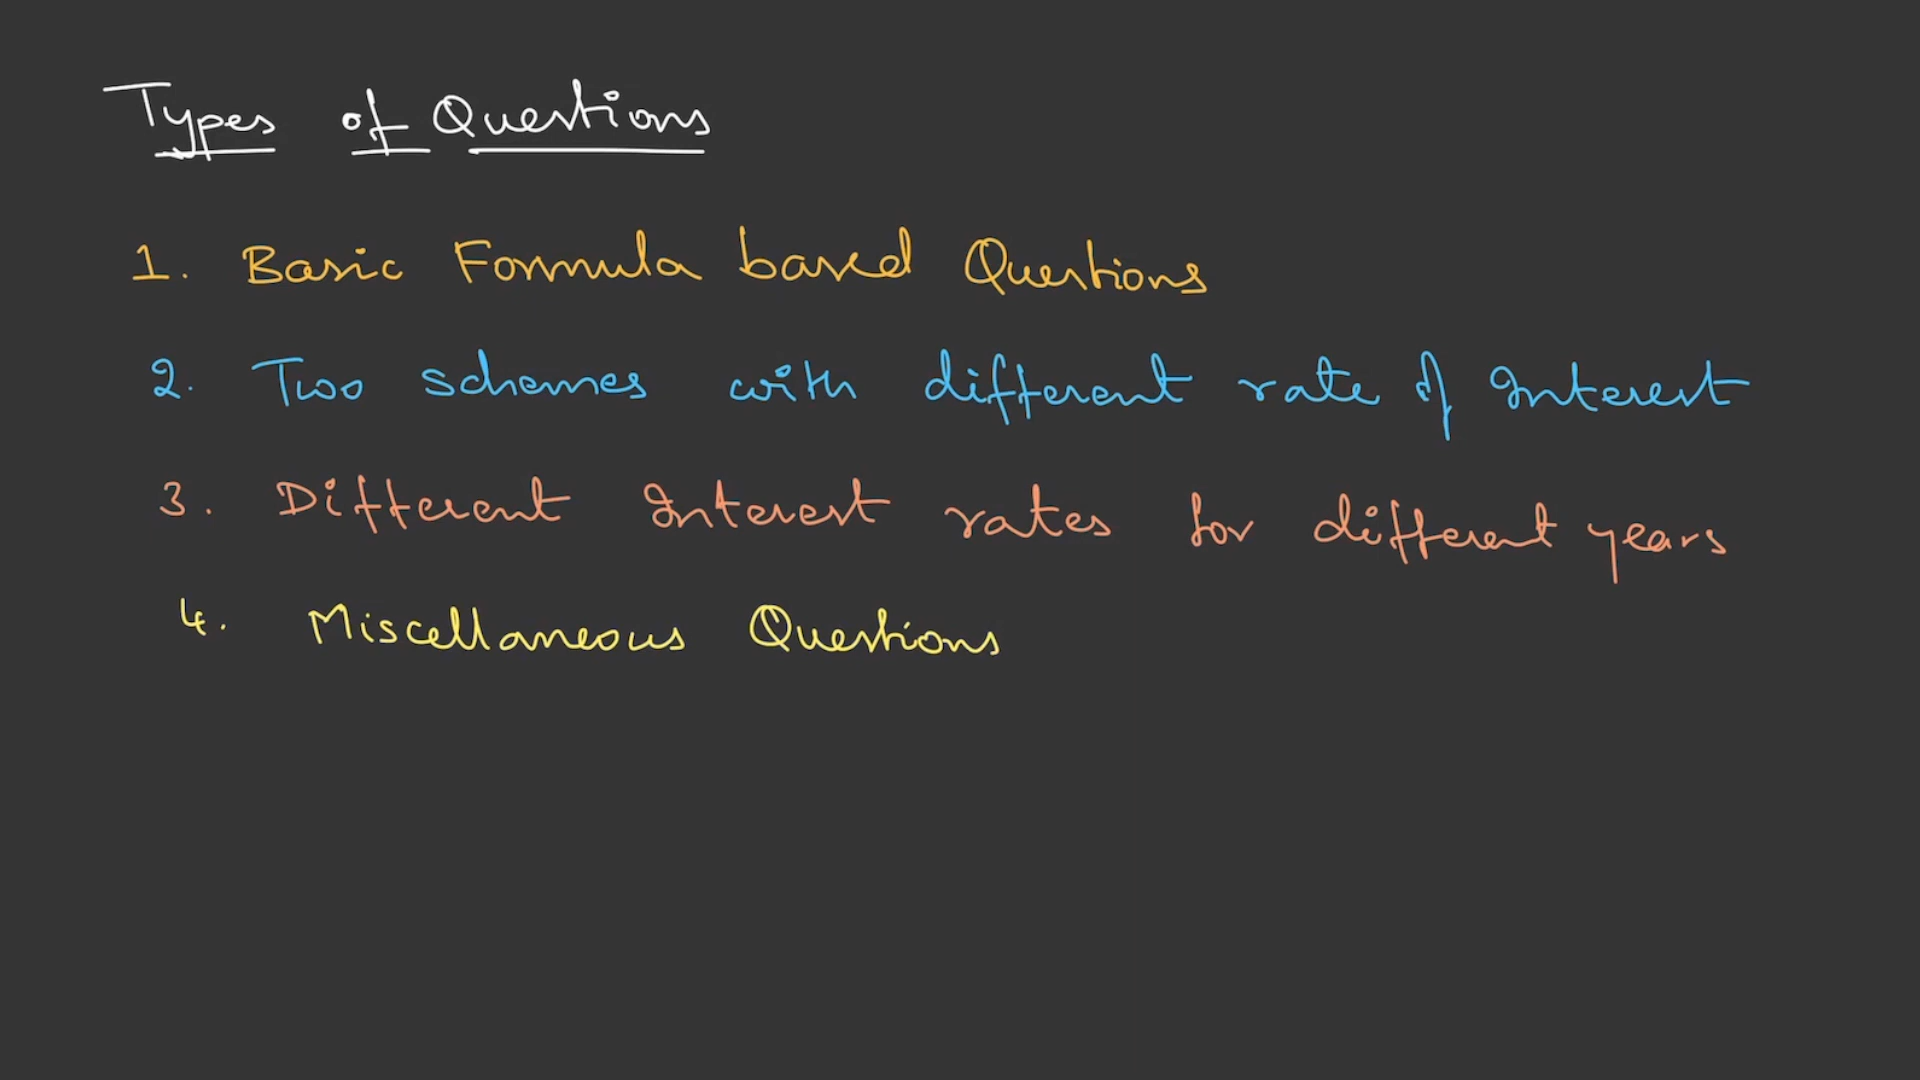 Types of Questions
1. Basic Formula based Questions
2. Two schemes with different rate of Interest
3. Different Interest rates for different years
4. Miscellaneous Questions